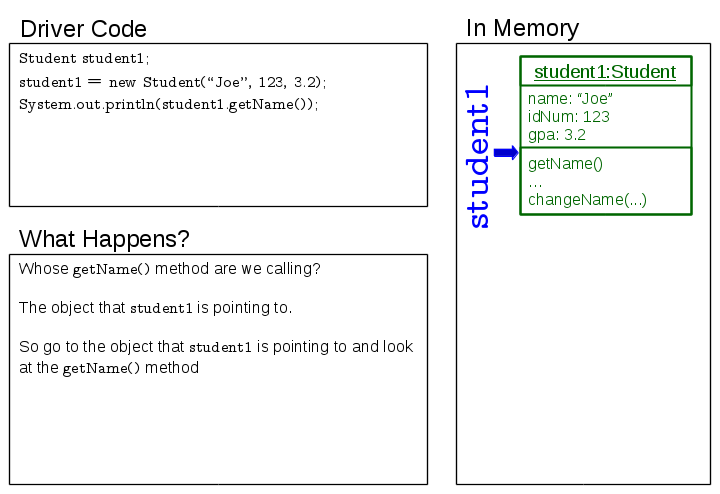 Driver Code
Student student1;
student1 = new Student(“Joe”, 123, 3.2);
System.out.println(student1.getName());
What Happens?
Whose getName() method are we calling?
The object that student1 is pointing to.
So go to the object that student1 is pointing to and look
at the getName() method
In Memory
student1
student1:Student
name: “Joe”
idNum: 123
gpa: 3.2
getName()
...
changeName(...)